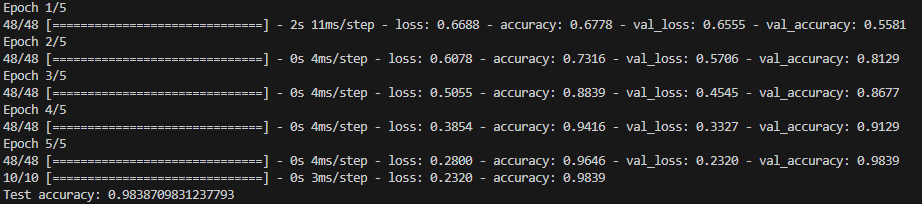 Epoch 1/5
48/48 [==============================] - 2s 11ms/step - loss: 0.6688 - accuracy: 0.6778 - val_loss: 0.6555 - val_accuracy: 0.5581
Epoch 2/5
48/48 [==============================] - 0s 4ms/step - loss: 0.6078 - accuracy: 0.7316 - val_loss: 0.5706 - val_accuracy: 0.8129
Epoch 3/5
48/48 [==============================] - 0s 4ms/step - loss: 0.5055 - accuracy: 0.8839 - val_loss: 0.4545 - val_accuracy: 0.8677
Epoch 4/5
48/48 [==============================] - 0s 4ms/step - loss: 0.3854 - accuracy: 0.9416 - val_loss: 0.3327 - val_accuracy: 0.9129
Epoch 5/5
48/48 [==============================] - 0s 4ms/step - loss: 0.2800 - accuracy: 0.9646 - val_loss: 0.2320 - val_accuracy: 0.9839
10/10 [==============================] - 0s 3ms/step - loss: 0.2320 - accuracy: 0.9839
Test accuracy: 0.9838709831237793